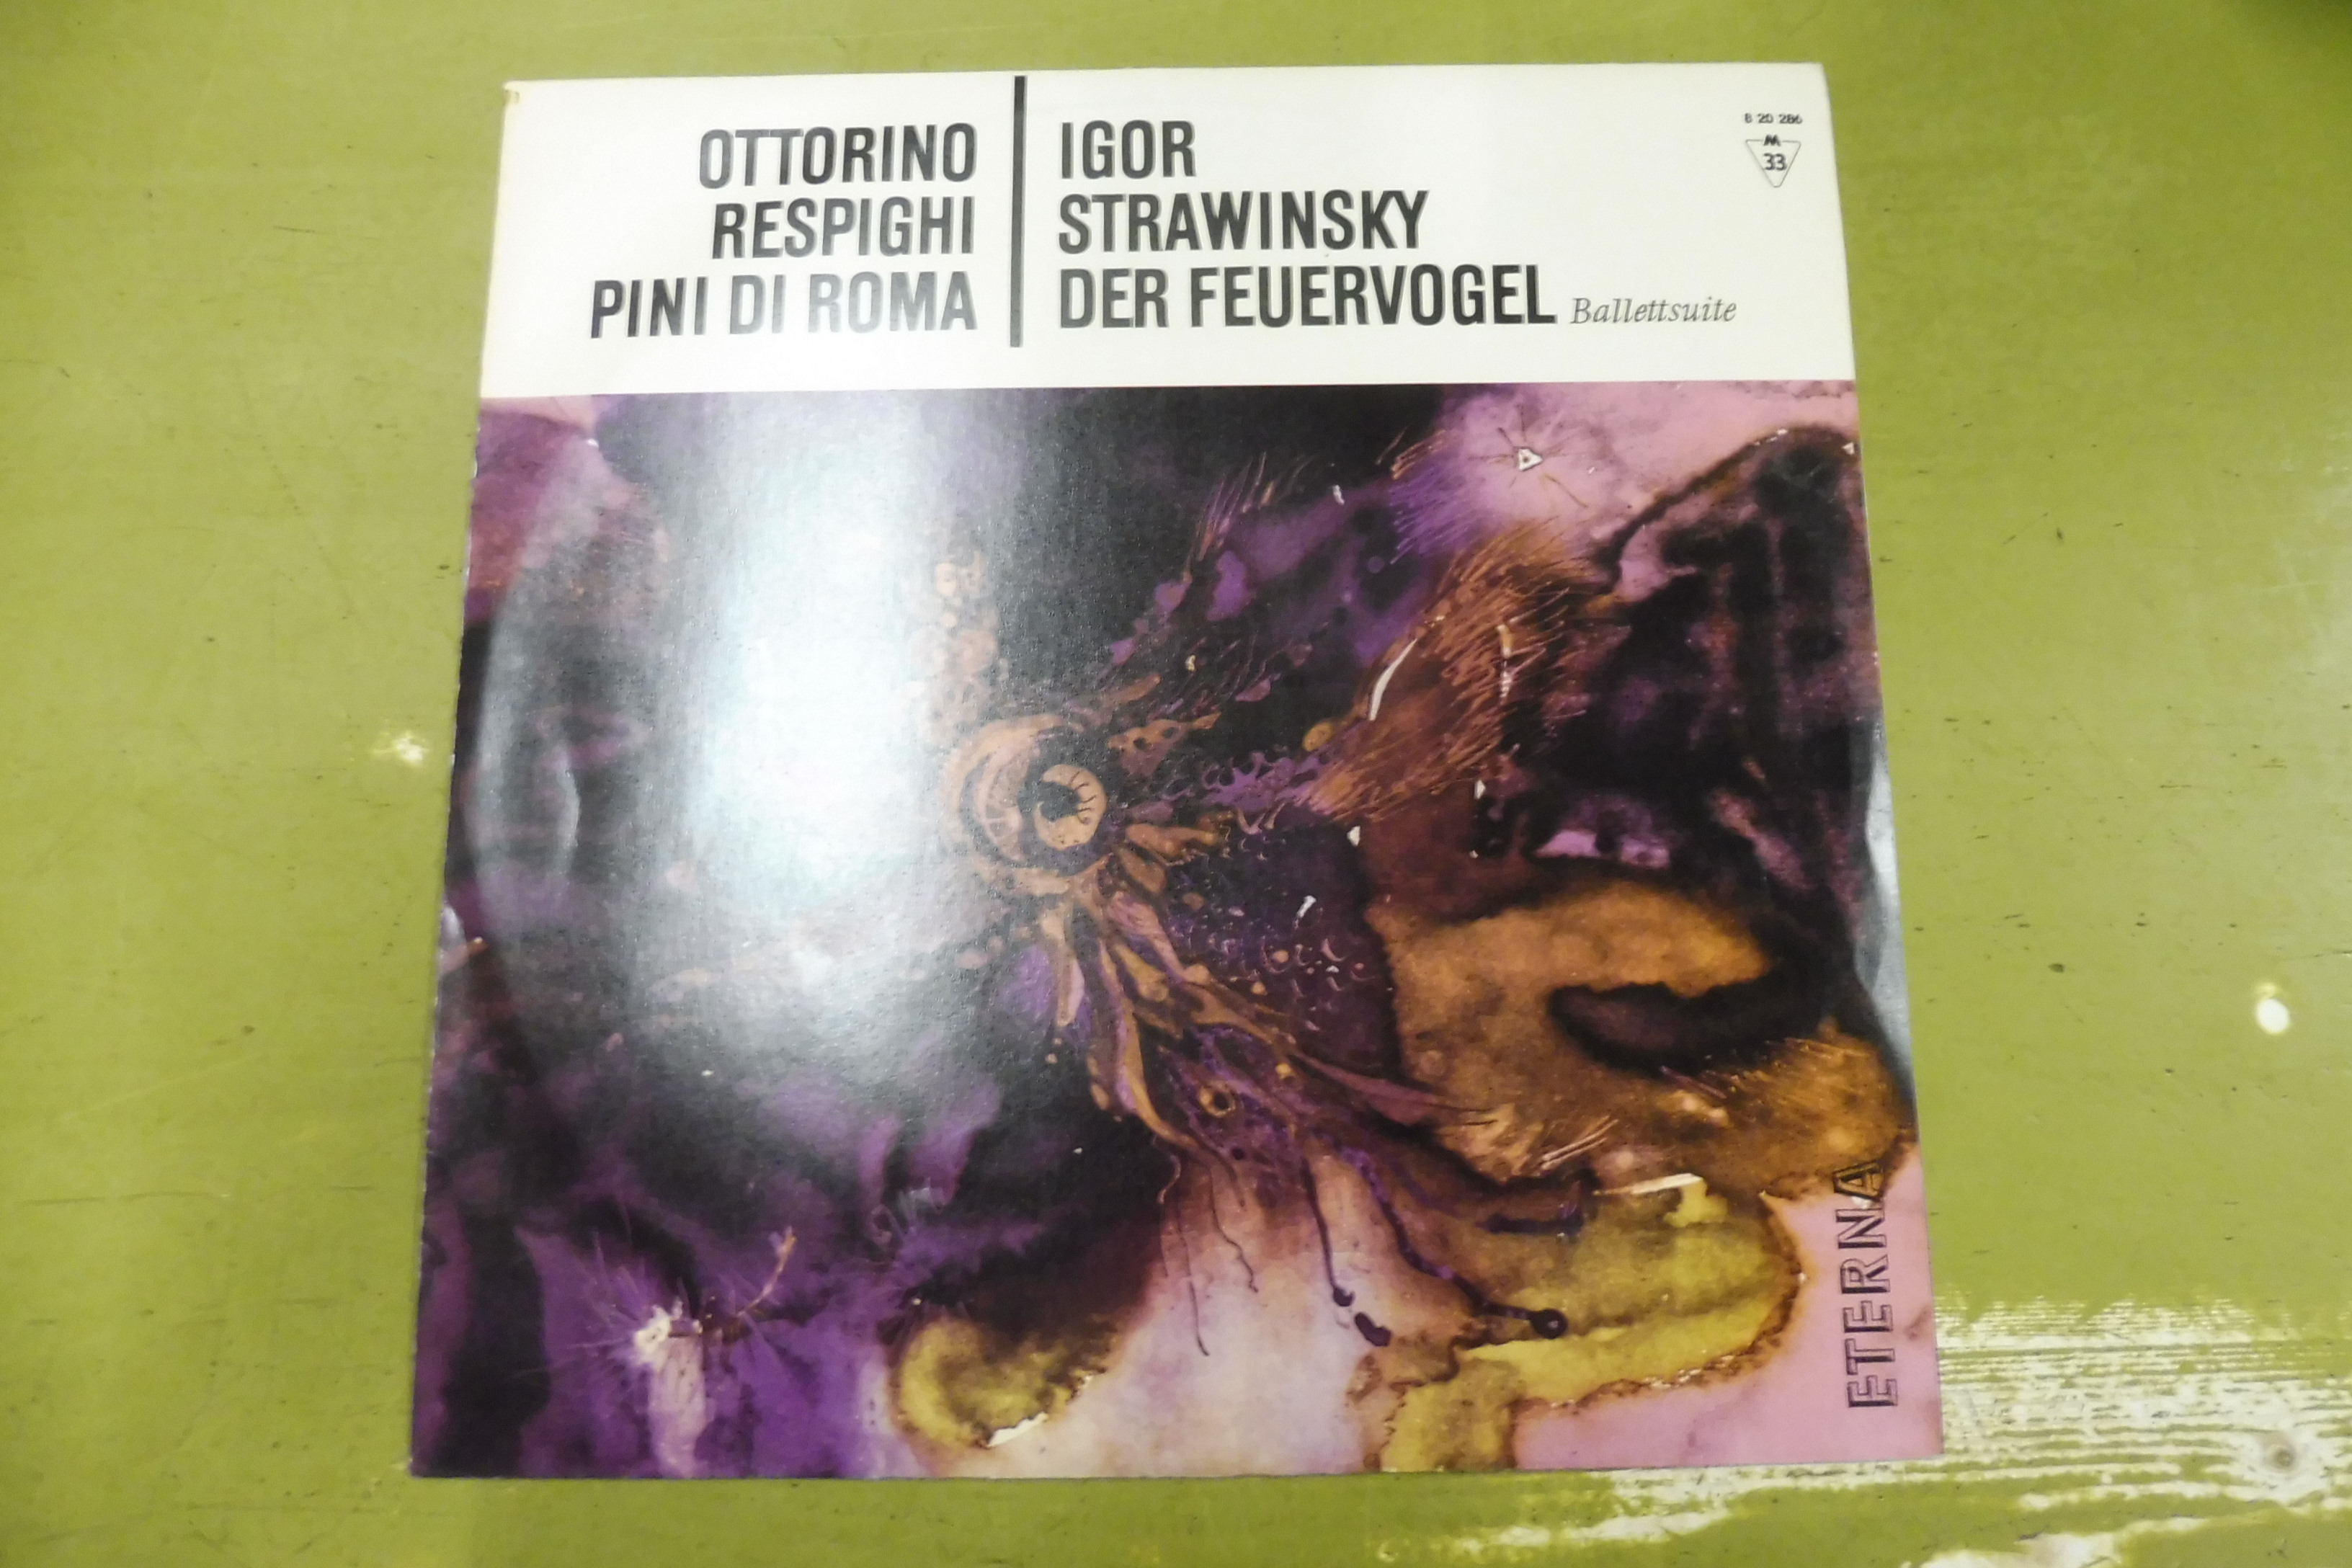 OTTORINO
RESPIGHI
PINI DI ROMA
IGOR
STRAWINSKY
DER FEUERVOGEL Ballettsuite
8 20 286
M
33
ETERNA